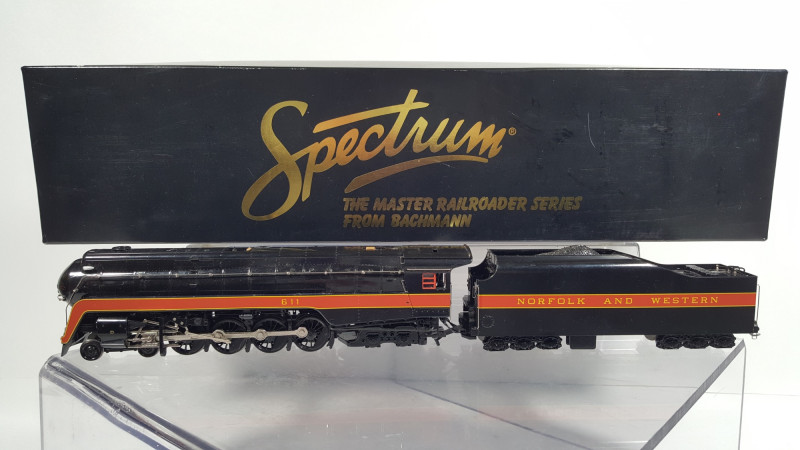 Spectrum®
THE MASTER RAILROADER SERIES
FROM BACHMANN
611
NORFOLK AND WESTERN